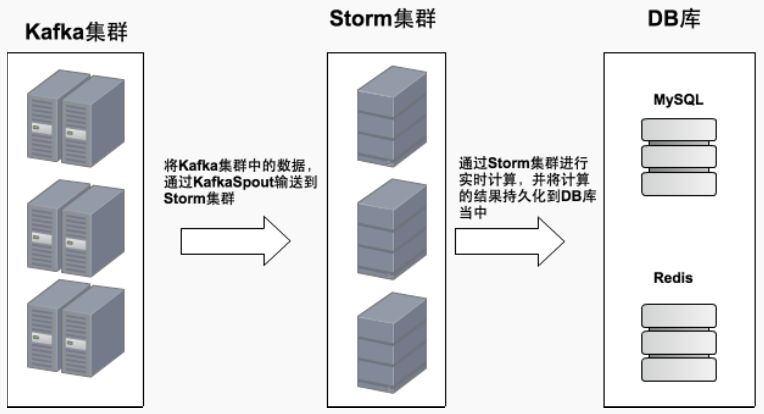 Kafka集群
Storm集群
DB库
将Kafka集群中的数据，
通过KafkaSpout输送到
Storm集群
通过Storm集群进行
实时计算，并将计算
的结果持久化到DB库
当中
MySQL
Redis